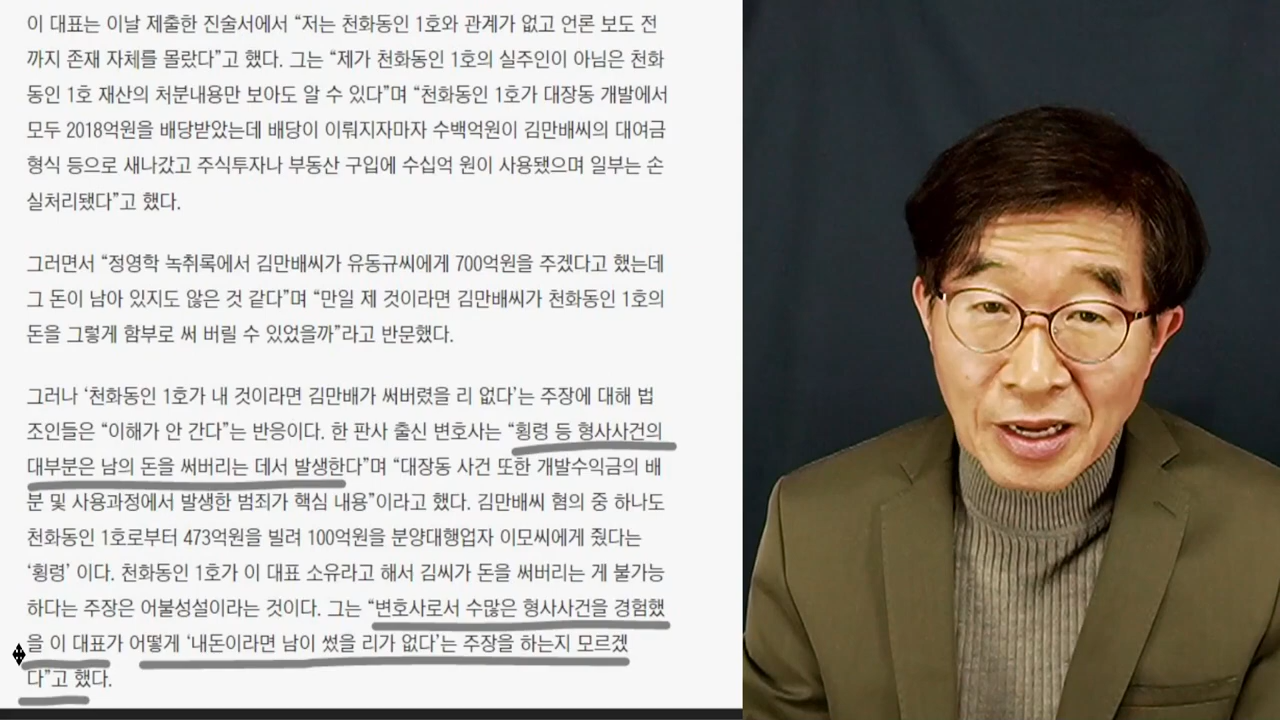 이 대표는 이날 제출한 진술서에서 “저는 천화동인 1호와 관계가 없고 언론 보도 전
까지 존재 자체를 몰랐다”고 했다. 그는 “제가 천화동인 1호의 실주인이 아님은 천화
동인 1호 재산의 처분내용만 보아도 알 수 있다”며 “천화동인 1호가 대장동 개발에서
모두 2018억원을 배당받았는데 배당이 이뤄지자마자 수백억원이 김만배씨의 대여금
형식 등으로 새나갔고 주식투자나 부동산 구입에 수십억 원이 사용됐으며 일부는 손
실처리됐다”고 했다.
그러면서 “정영학 녹취록에서 김만배씨가 유동규씨에게 700억원을 주겠다고 했는데
그 돈이 남아 있지도 않은 것 같다”며 “만일 제 것이라면 김만배씨가 천화동인 1호의
돈을 그렇게 함부로 써 버릴 수 있었을까”라고 반문했다.
그러나 ‘천화동인 1호가 내 것이라면 김만배가 써버렸을 리 없다’는 주장에 대해 법
조인들은 “이해가 안 간다”는 반응이다. 한 판사 출신 변호사는 “횡령 등 형사사건의
대부분은 남의 돈을 써버리는 데서 발생한다”며 “대장동 사건 또한 개발수익금의 배
분 및 사용과정에서 발생한 범죄가 핵심 내용”이라고 했다. 김만배씨 혐의 중 하나도
천화동인 1호로부터 473억원을 빌려 100억원을 분양대행업자 이모씨에게 줬다는
‘횡령’ 이다. 천화동인 1호가 이 대표 소유라고 해서 김씨가 돈을 써버리는 게 불가능
하다는 주장은 어불성설이라는 것이다. 그는 “변호사로서 수많은 형사사건을 경험했
을 이 대표가 어떻게 ‘내돈이라면 남이 썼을 리가 없다’는 주장을 하는지 모르겠
다”고 했다.